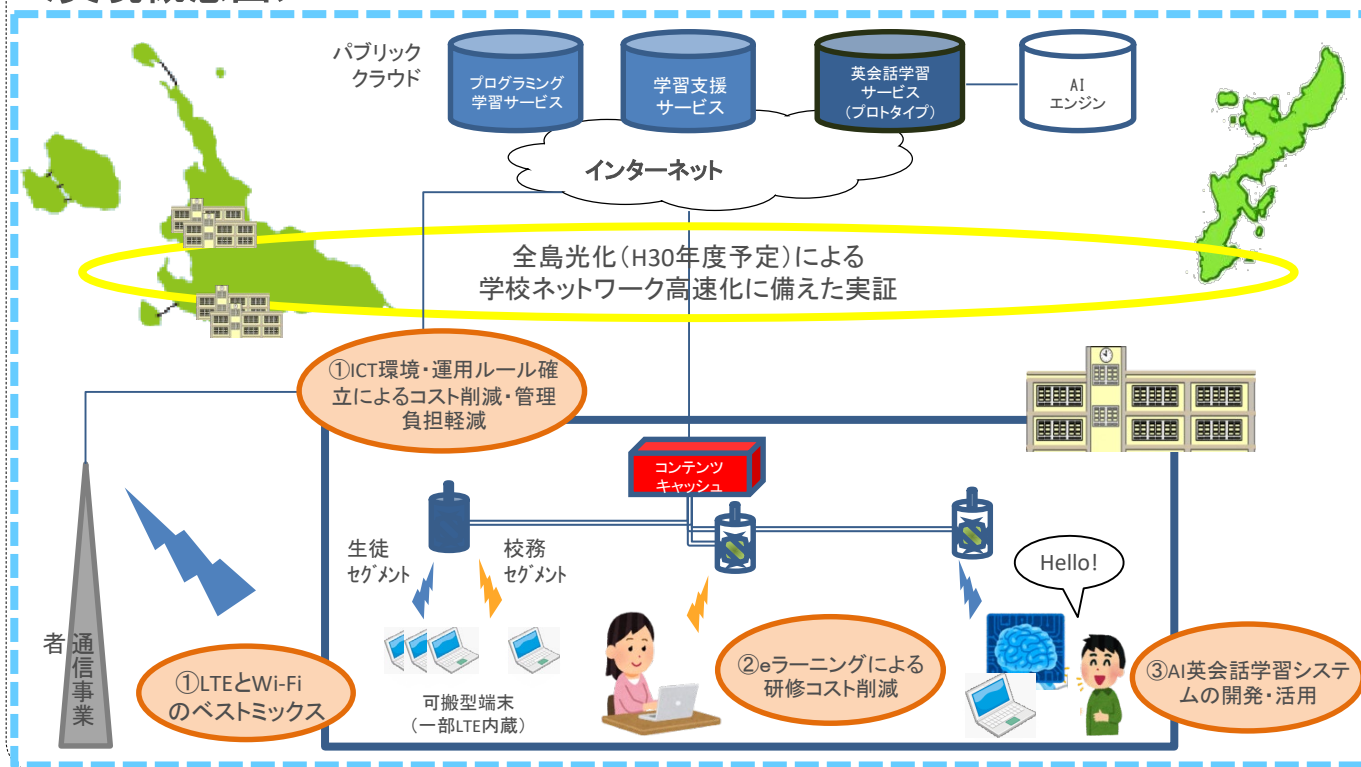 パブリック
クラウド
プログラミング
学習サービス
学習支援
サービス
英会話学習
サービス
(プロトタイプ)
AI
エンジン
インターネット
全島光化(H30年度予定)による
学校ネットワーク高速化に備えた実証
①ICT環境・運用ルール確
立によるコスト削減・管理
負担軽減
コンテンツ
キャッシュ
生徒
セグメント
校務
セグメント
Hello!
通信事業
者
①LTEとWi-Fi
のベストミックス
可搬型端末
(一部LTE内蔵)
②eラーニングによる
研修コスト削減
③AI英会話学習システ
ムの開発・活用